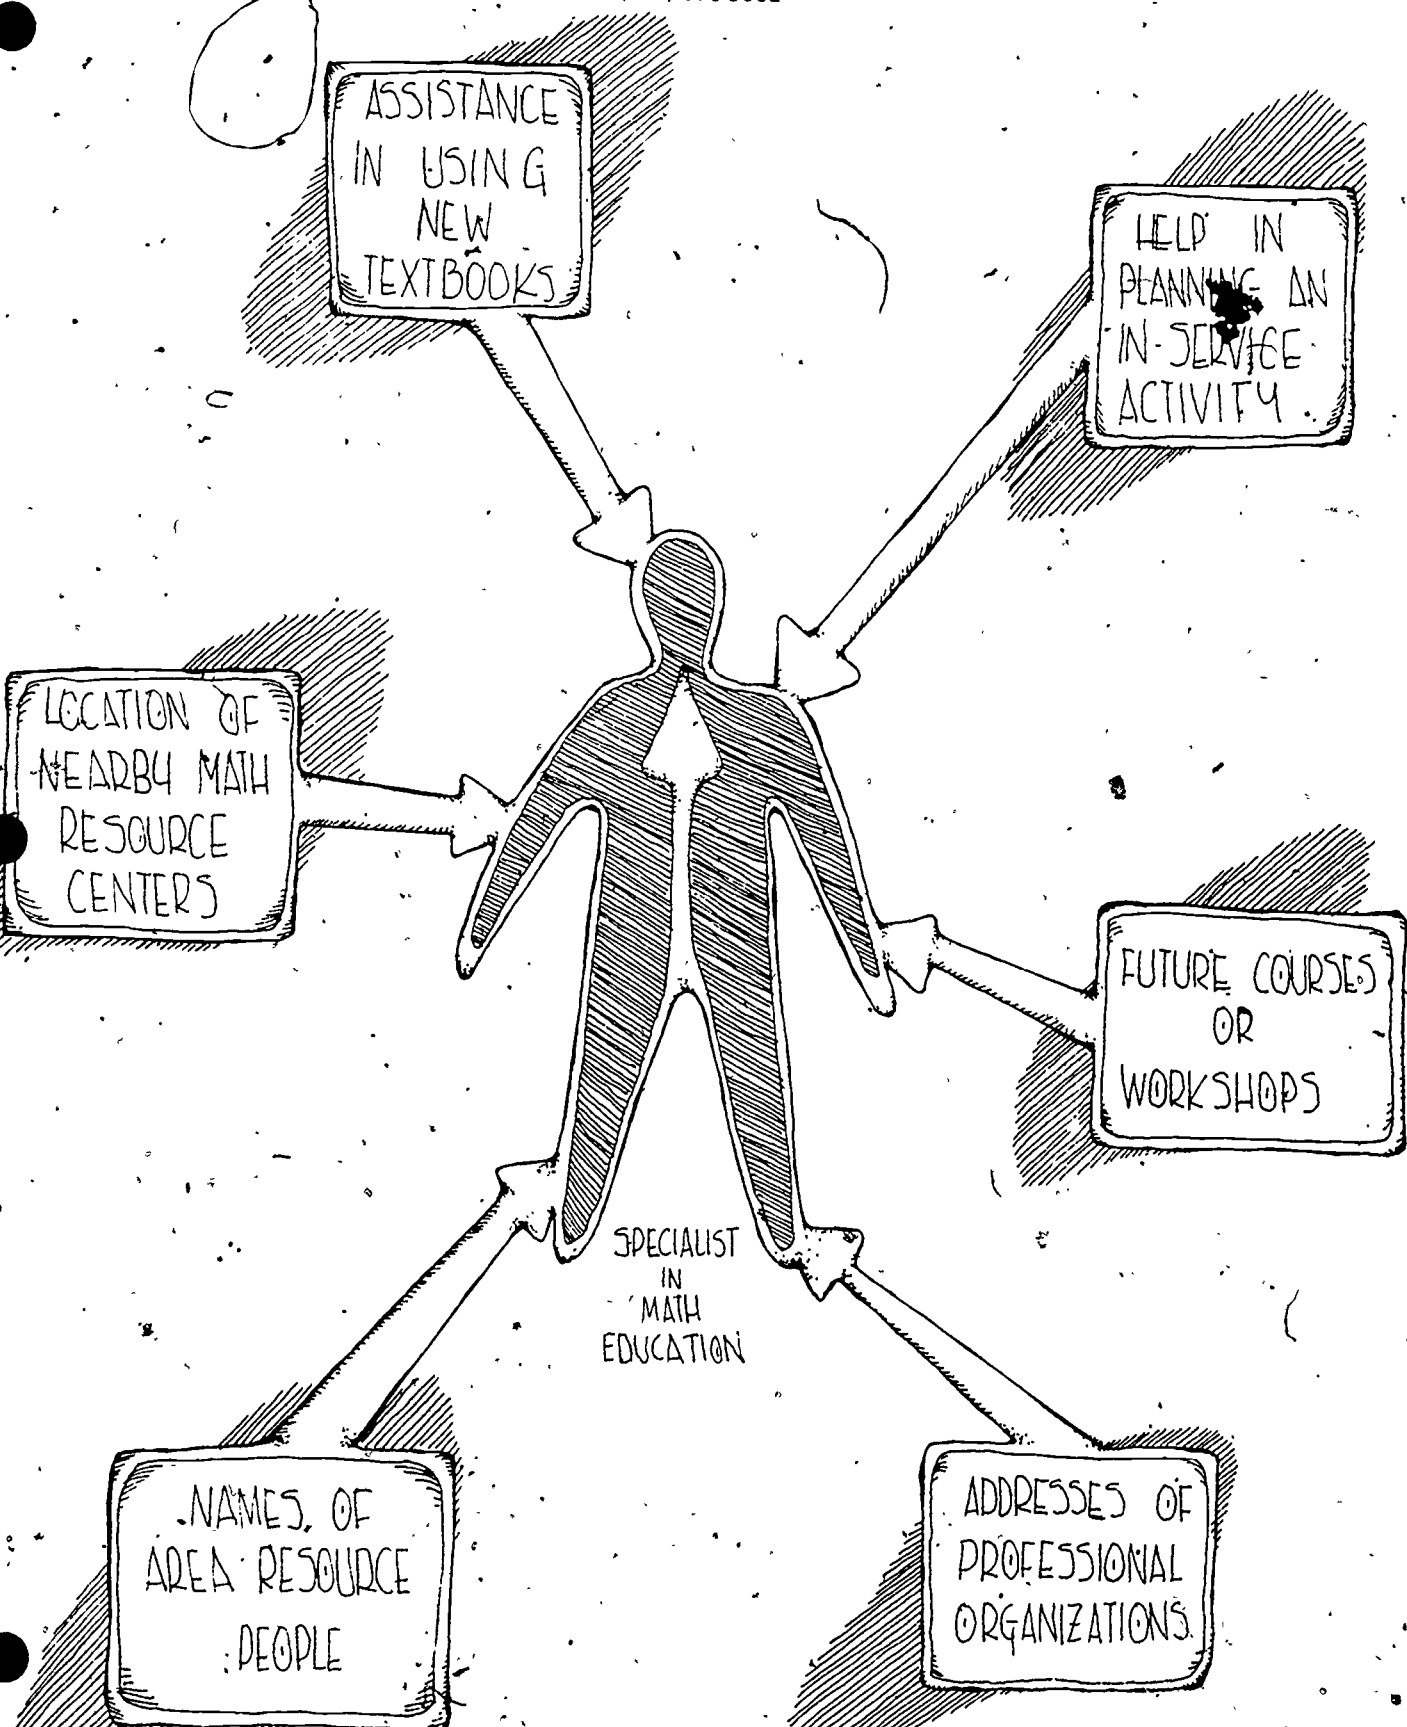 ASSISTANCE
IN USING
NEW
TEXTBOOKS
HELP IN
PLANNING AN
IN-SERVICE
ACTIVITY
LOCATION OF
NEARBY MATH
RESOURCE
CENTERS
FUTURE COURSES
OR
WORKSHOPS
SPECIALIST
IN
MATH
EDUCATION
NAMES OF
AREA RESOURCE
PEOPLE
ADDRESSES OF
PROFESSIONAL
ORGANIZATIONS